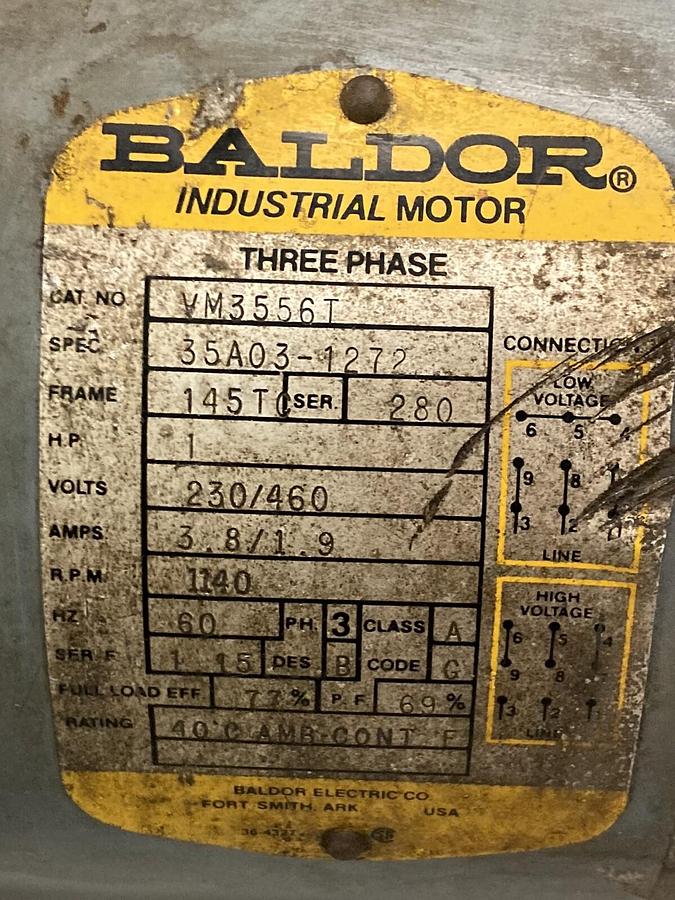 BALDOR®
INDUSTRIAL MOTOR
THREE PHASE
CAT. NO VM3556T
SPEC. 35A03-1272
FRAME 145TC SER. 280
H.P. 1
VOLTS 230/460
AMPS 3.8/1.9
R.P.M. 1140
HZ 60 PH. 3 CLASS A
SER. F. 1.15 DES. B CODE G
FULL LOAD EFF. 77 % P.F. 69 %
RATING 40°C AMB-CONT F
LOW
VOLTAGE
6 5 4
9 8
3 2 1
LINE
HIGH
VOLTAGE
6 5 4
9 8
3 2 1
LINE
BALDOR ELECTRIC CO.
FORT SMITH, ARK. USA